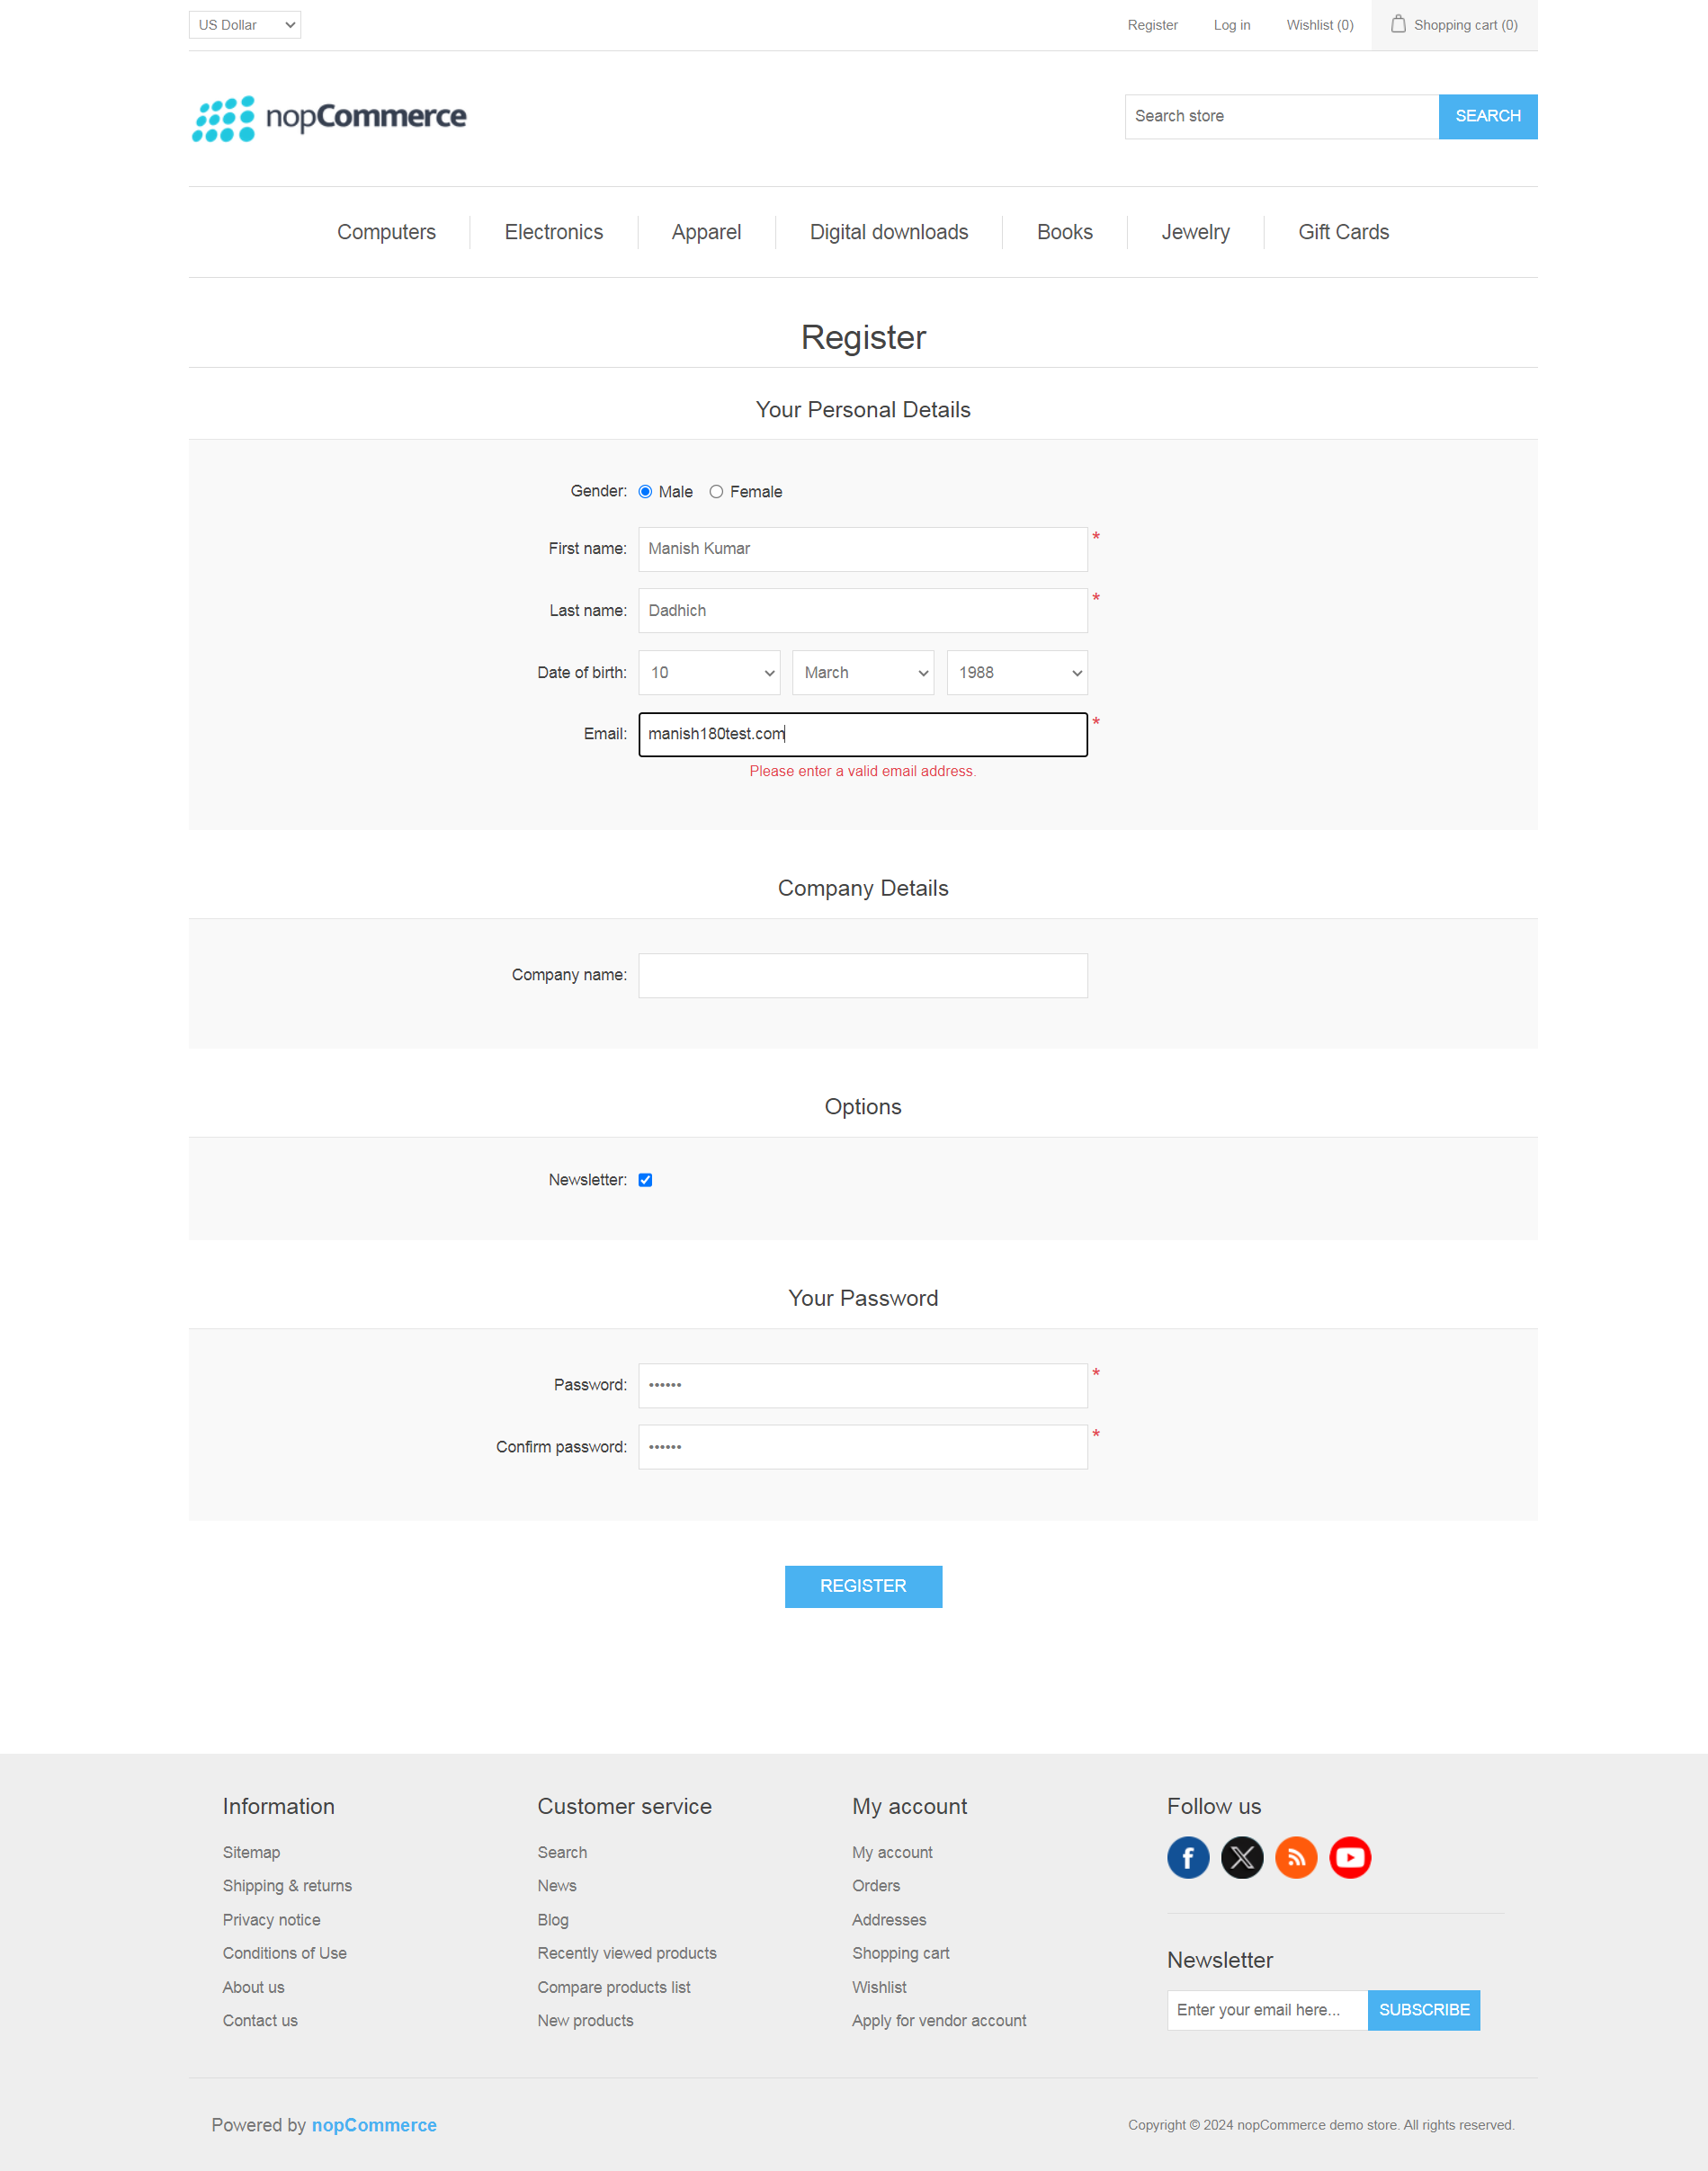 US Dollar
Register
Log in
Wishlist (0)
Shopping cart (0)
nopCommerce
Search store
SEARCH
Computers
Electronics
Apparel
Digital downloads
Books
Jewelry
Gift Cards
Register
Your Personal Details
Gender: Male Female
First name: Manish Kumar *
Last name: Dadhich *
Date of birth: 10 March 1988
Email: manish180test.com *
Please enter a valid email address.
Company Details
Company name:
Options
Newsletter:
Your Password
Password: •••••• *
Confirm password: •••••• *
REGISTER
Information
Sitemap
Shipping & returns
Privacy notice
Conditions of Use
About us
Contact us
Customer service
Search
News
Blog
Recently viewed products
Compare products list
New products
My account
My account
Orders
Addresses
Shopping cart
Wishlist
Apply for vendor account
Follow us
Newsletter
Enter your email here...
SUBSCRIBE
Powered by nopCommerce
Copyright © 2024 nopCommerce demo store. All rights reserved.